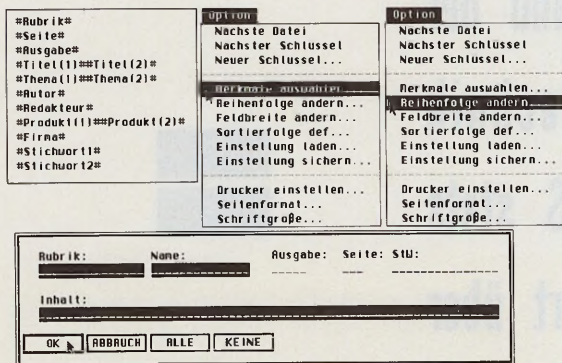 #Rubrik#
#Seite#
#Ausgabe#
#Titel(1)##Titel(2)#
#Thema(1)##Thema(2)#
#Autor#
#Redakteur#
#Produkt(1)##Produkt(2)#
#Firma#
#Stichwort1#
#Stichwort2#
Option
Nächste Datei
Nächster Schlüssel
Neuer Schlüssel...
Merkmale auswählen
Reihenfolge ändern...
Feldbreite ändern...
Sortierfolge def...
Einstellung laden...
Einstellung sichern...
Drucker einstellen...
Seitenformat...
Schriftgröße...
Option
Nächste Datei
Nächster Schlüssel
Neuer Schlüssel...
Merkmale auswählen...
Reihenfolge ändern...
Feldbreite ändern...
Sortierfolge def...
Einstellung laden...
Einstellung sichern...
Drucker einstellen...
Seitenformat...
Schriftgröße...
Rubrik: Name: Ausgabe: Seite: StW:
Inhalt:
OK ABBRUCH ALLE KEINE